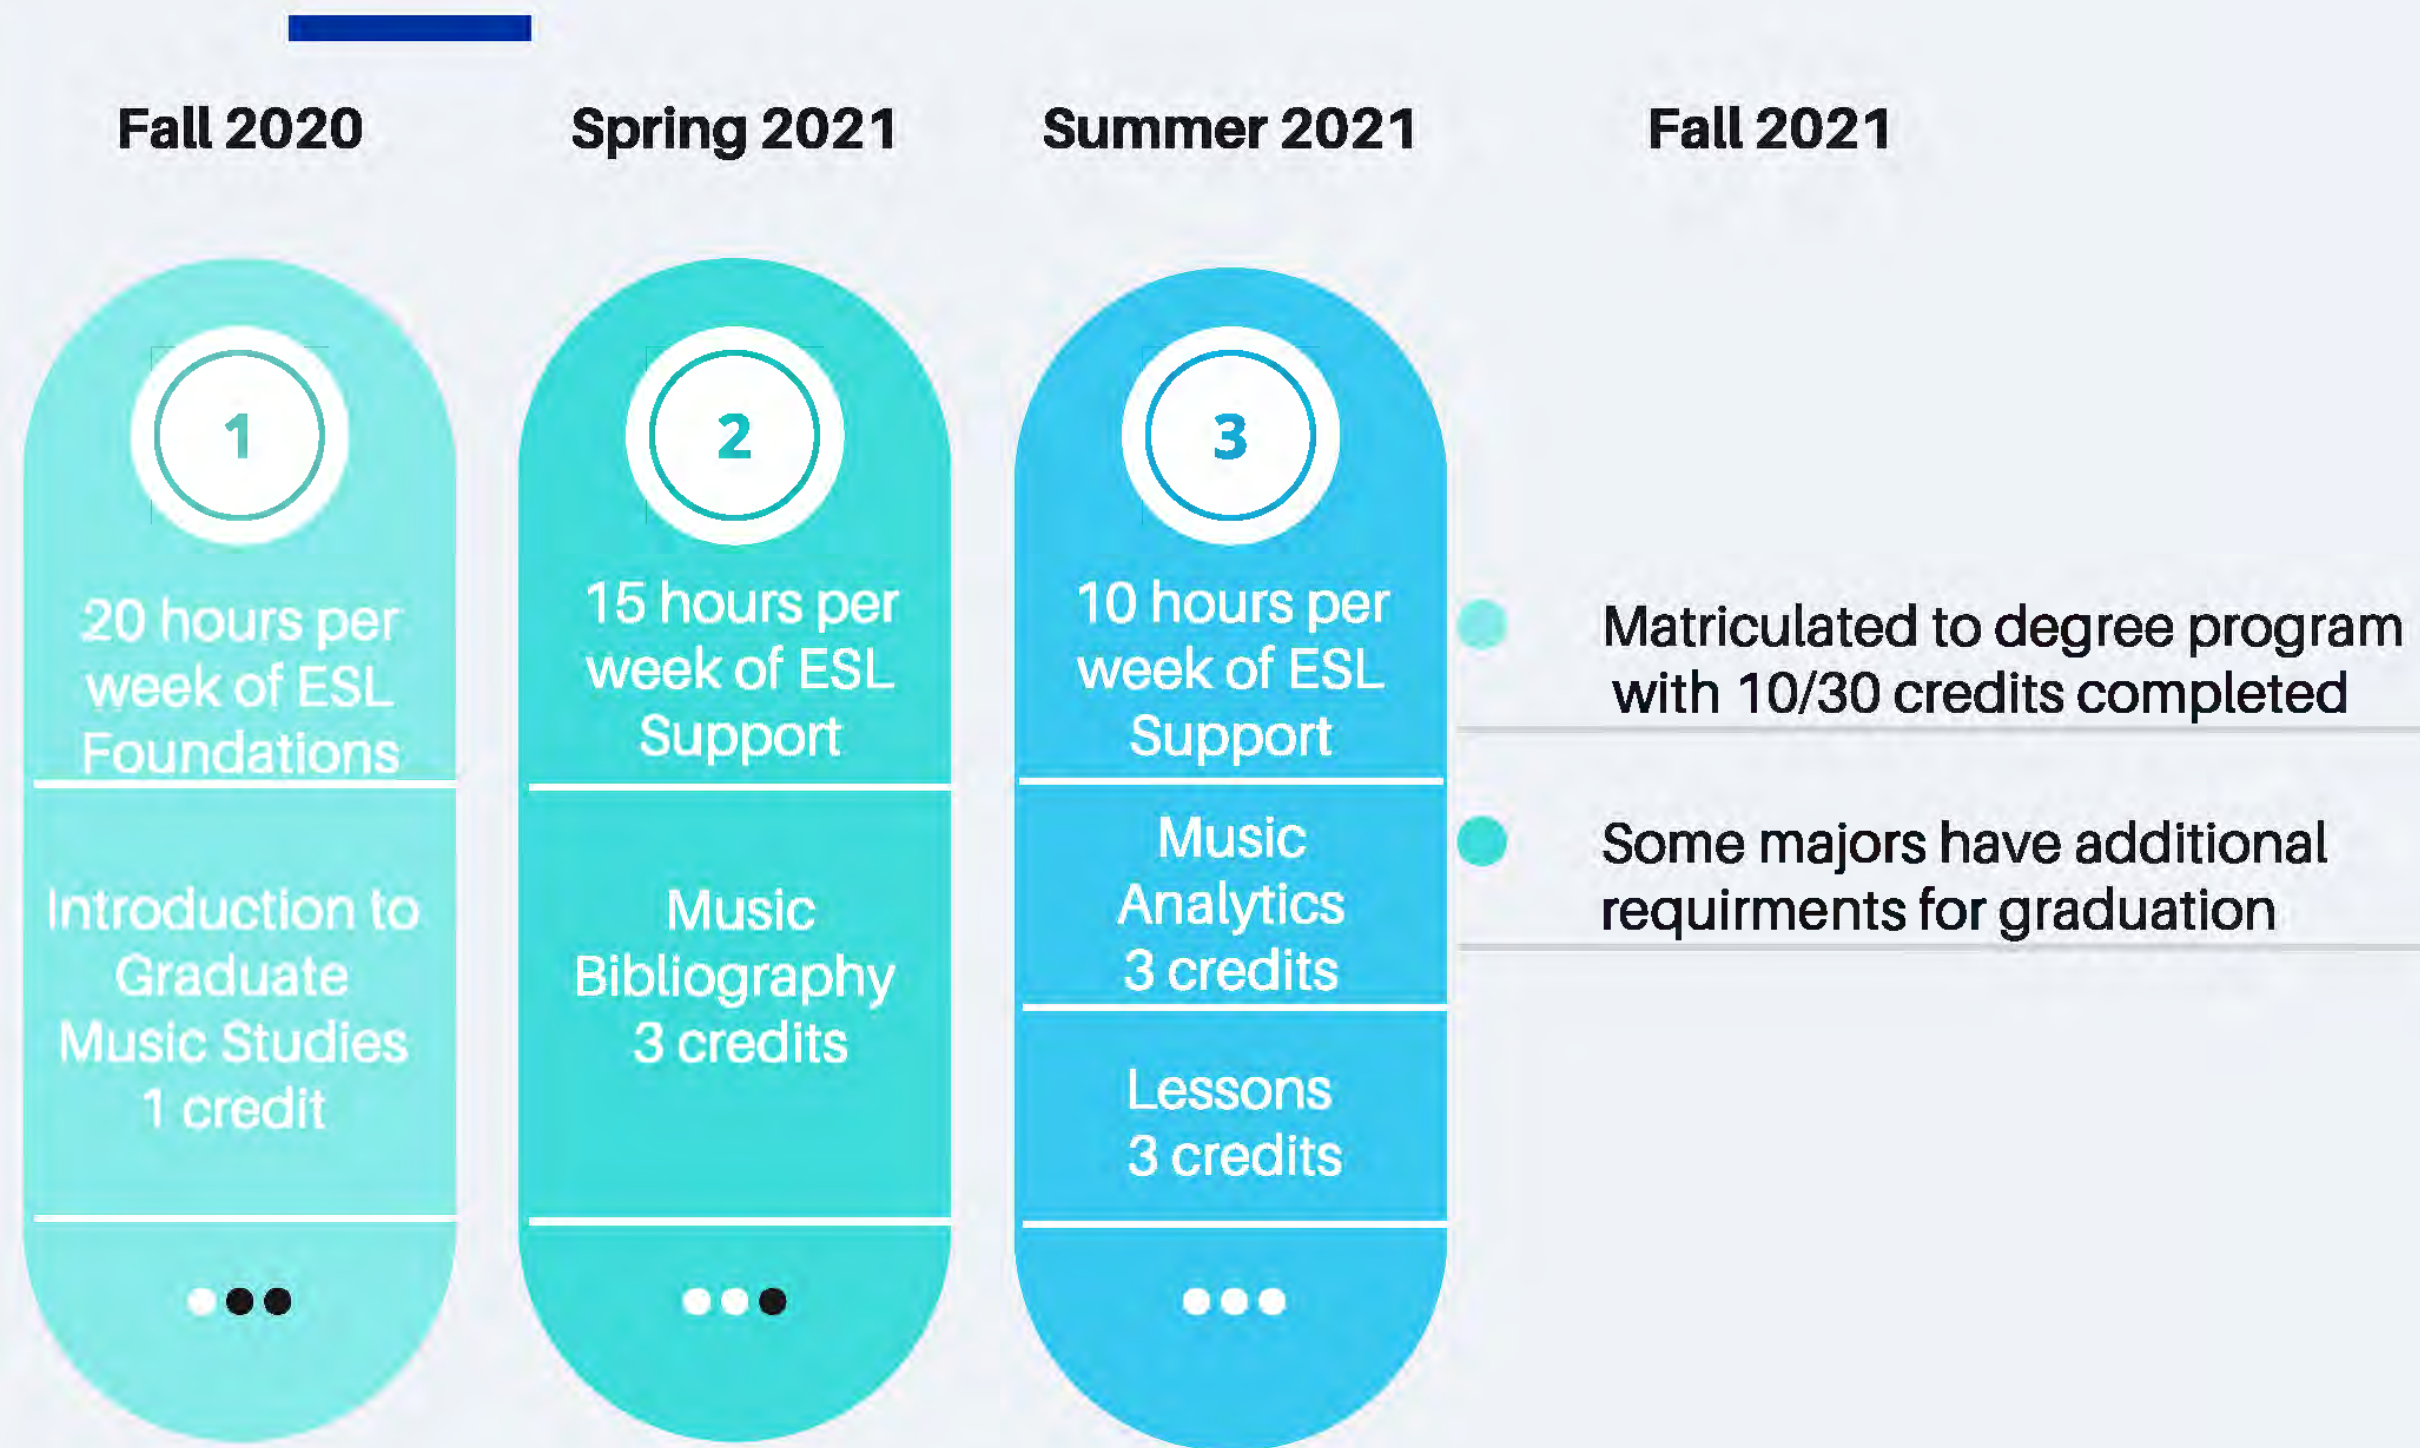 Fall 2020
Spring 2021
Summer 2021
Fall 2021
1
20 hours per
week of ESL
Foundations
Introduction to
Graduate
Music Studies
1 credit
2
15 hours per
week of ESL
Support
Music
Bibliography
3 credits
3
10 hours per
week of ESL
Support
Music
Analytics
3 credits
Lessons
3 credits
Matriculated to degree program
with 10/30 credits completed
Some majors have additional
requirments for graduation